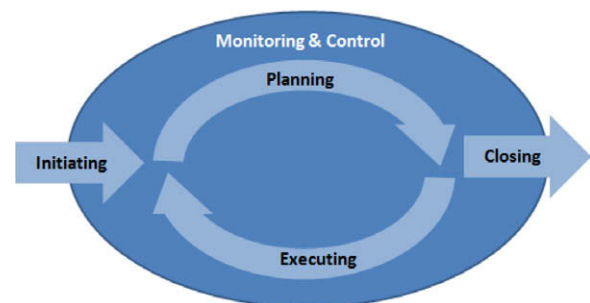 Monitoring & Control
Planning
Initiating
Closing
Executing